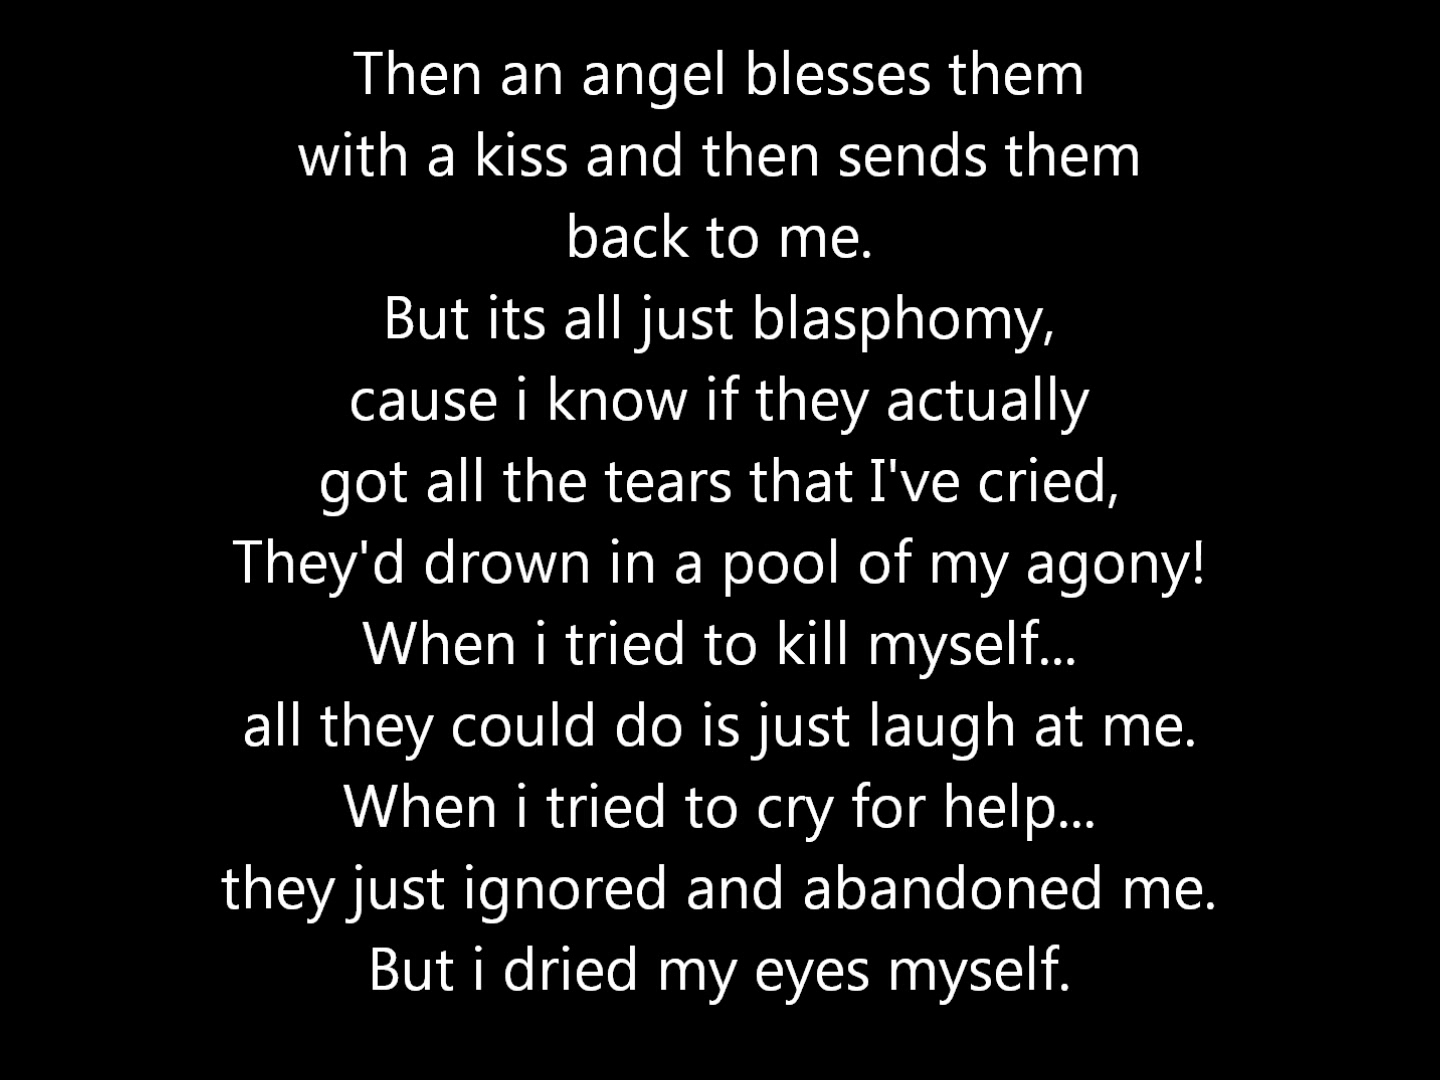 Then an angel blesses them
with a kiss and then sends them
back to me.
But its all just blasphomy,
cause i know if they actually
got all the tears that I've cried,
They'd drown in a pool of my agony!
When i tried to kill myself...
all they could do is just laugh at me.
When i tried to cry for help...
they just ignored and abandoned me.
But i dried my eyes myself.